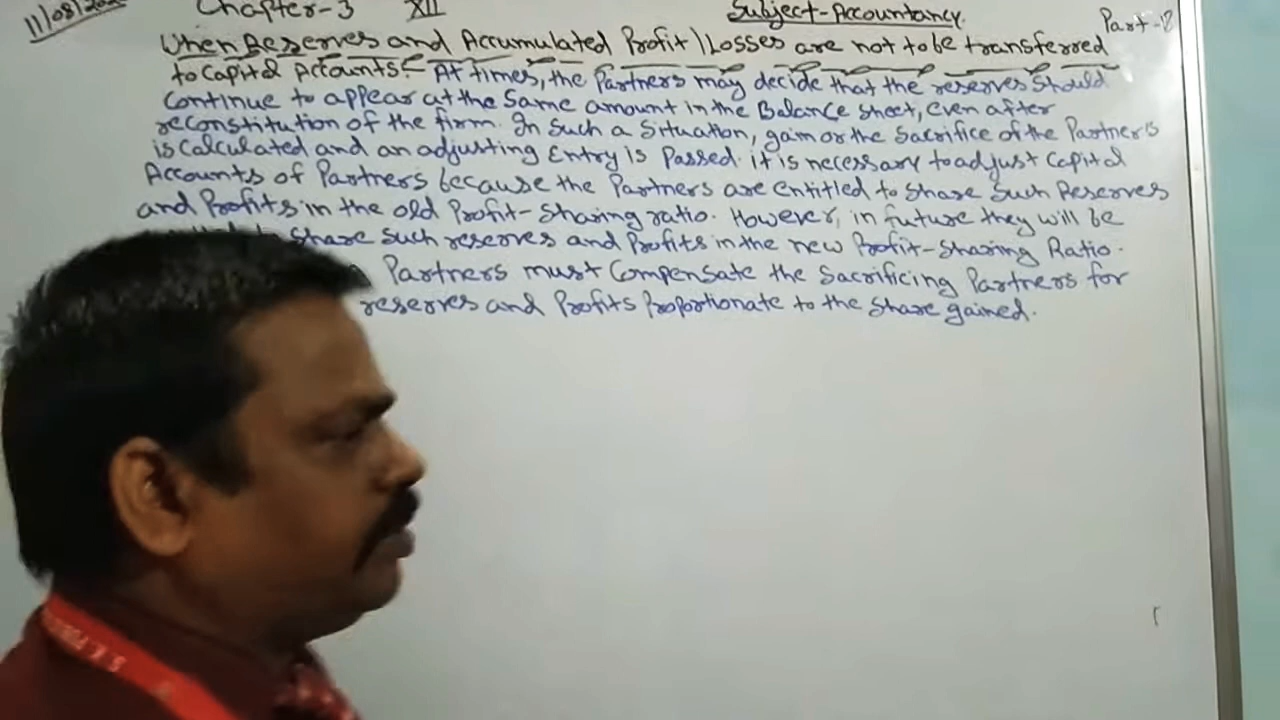 11/08/202
Chapter-3 XII Subject-Accountancy Part-12
When Reserves and Accumulated Profit/Losses are not to be transferred
to Capital Accounts:- At times, the Partners may decide that the reserves should
continue to appear at the same amount in the Balance sheet, even after
reconstitution of the firm. In such a situation, gain or the sacrifice of the Partners
is calculated and an adjusting Entry is Passed. it is necessary to adjust capital
Accounts of Partners because the Partners are entitled to share such Reserves
and Profits in the old Profit-sharing ratio. However, in future they will be
share such reserves and Profits in the new Profit-sharing Ratio.
Partners must compensate the sacrificing Partners for
reserves and Profits Proportionate to the share gained.